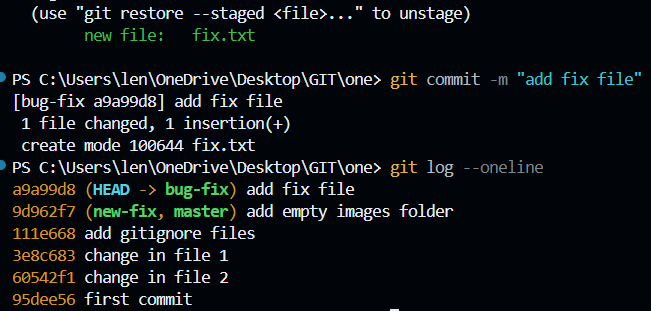 (use "git restore --staged <file>..." to unstage)
new file:   fix.txt
PS C:\Users\len\OneDrive\Desktop\GIT\one> git commit -m "add fix file"
[bug-fix a9a99d8] add fix file
1 file changed, 1 insertion(+)
create mode 100644 fix.txt
PS C:\Users\len\OneDrive\Desktop\GIT\one> git log --oneline
a9a99d8 (HEAD -> bug-fix) add fix file
9d962f7 (new-fix, master) add empty images folder
111e668 add gitignore files
3e8c683 change in file 1
60542f1 change in file 2
95dee56 first commit